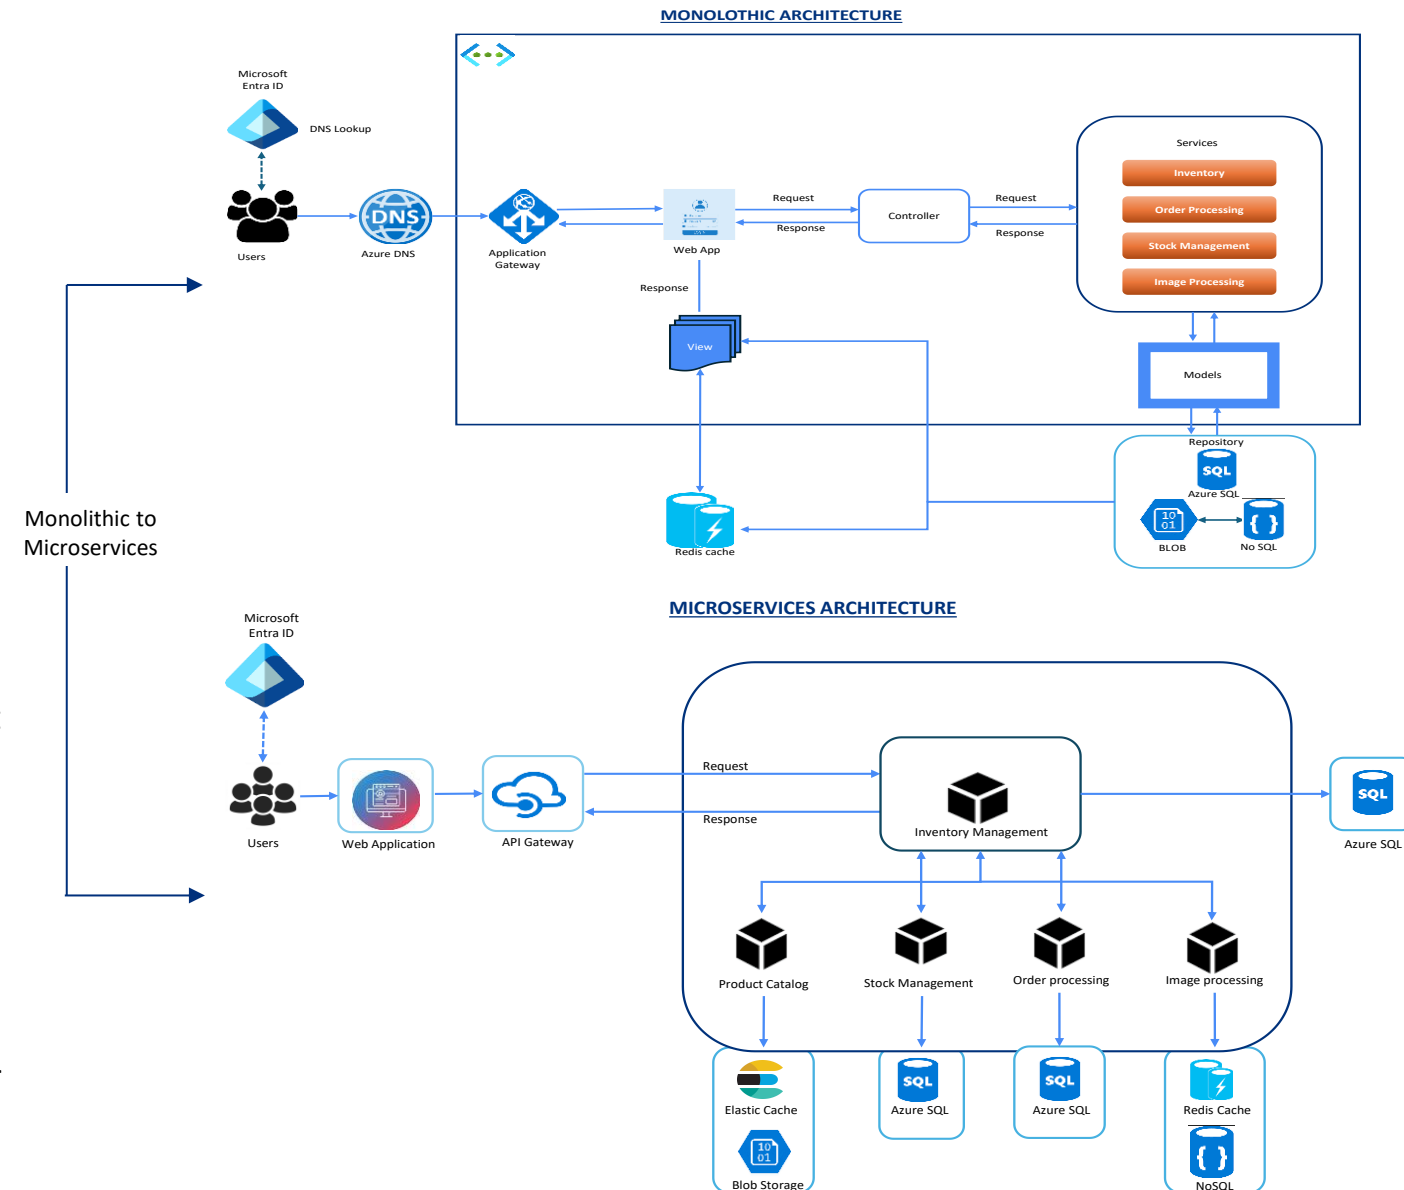 MONOLOTHIC ARCHITECTURE
Microsoft
Entra ID
DNS Lookup
Users
DNS
Azure DNS
Application
Gateway
Web App
Request
Response
Controller
Request
Response
Services
Inventory
Order Processing
Stock Management
Image Processing
Response
View
Models
Redis cache
Repository
SQL
Azure SQL
10
01
BLOB
{ }
No SQL
Monolithic to
Microservices
MICROSERVICES ARCHITECTURE
Microsoft
Entra ID
Users
Web Application
API Gateway
Request
Response
Inventory Management
SQL
Azure SQL
Product Catalog
Stock Management
Order processing
Image processing
Elastic Cache
10
01
Blob Storage
SQL
Azure SQL
SQL
Azure SQL
Redis Cache
{ }
NoSQL